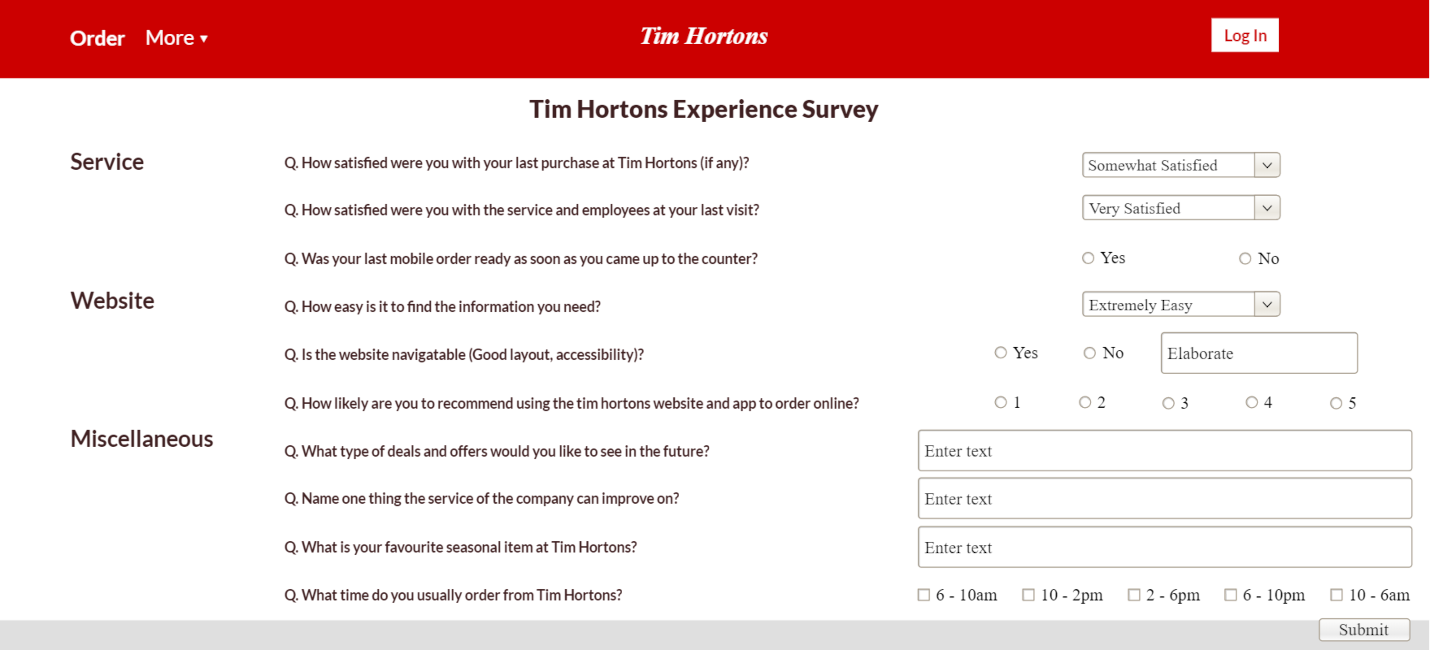 Order More ▾ Tim Hortons Log In
Tim Hortons Experience Survey
Service Q. How satisfied were you with your last purchase at Tim Hortons (if any)? Somewhat Satisfied
Q. How satisfied were you with the service and employees at your last visit? Very Satisfied
Q. Was your last mobile order ready as soon as you came up to the counter? Yes No
Website Q. How easy is it to find the information you need? Extremely Easy
Q. Is the website navigatable (Good layout, accessibility)? Yes No Elaborate
Q. How likely are you to recommend using the tim hortons website and app to order online? 1 2 3 4 5
Miscellaneous Q. What type of deals and offers would you like to see in the future? Enter text
Q. Name one thing the service of the company can improve on? Enter text
Q. What is your favourite seasonal item at Tim Hortons? Enter text
Q. What time do you usually order from Tim Hortons? 6 - 10am 10 - 2pm 2 - 6pm 6 - 10pm 10 - 6am
Submit